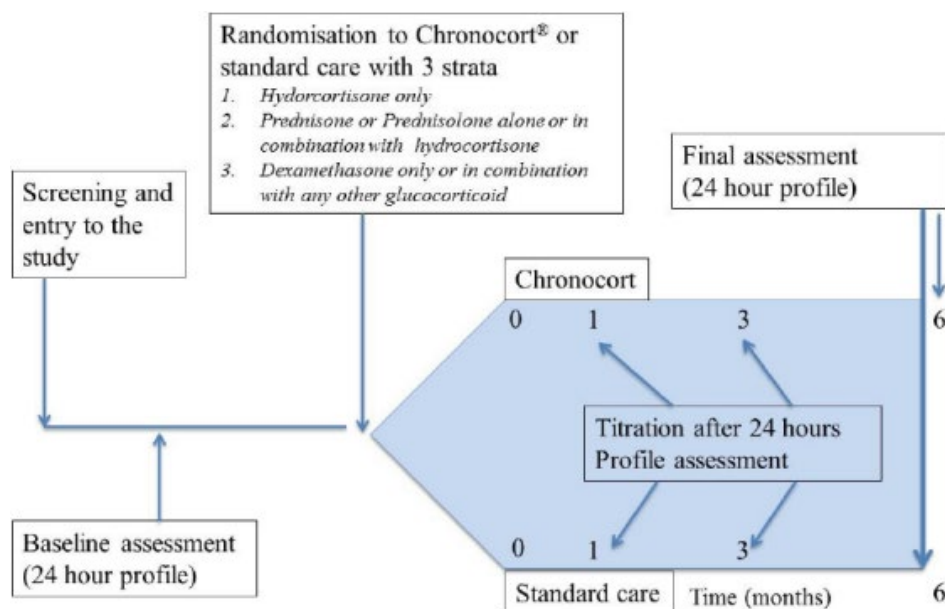 Randomisation to Chronocort® or
standard care with 3 strata
1. Hydorcortisone only
2. Prednisone or Prednisolone alone or in
combination with hydrocortisone
3. Dexamethasone only or in combination
with any other glucocorticoid
Final assessment
(24 hour profile)
Screening and
entry to the
study
Chronocort
0 1 3 6
Titration after 24 hours
Profile assessment
Baseline assessment
(24 hour profile)
0 1 3
Standard care Time (months) 6